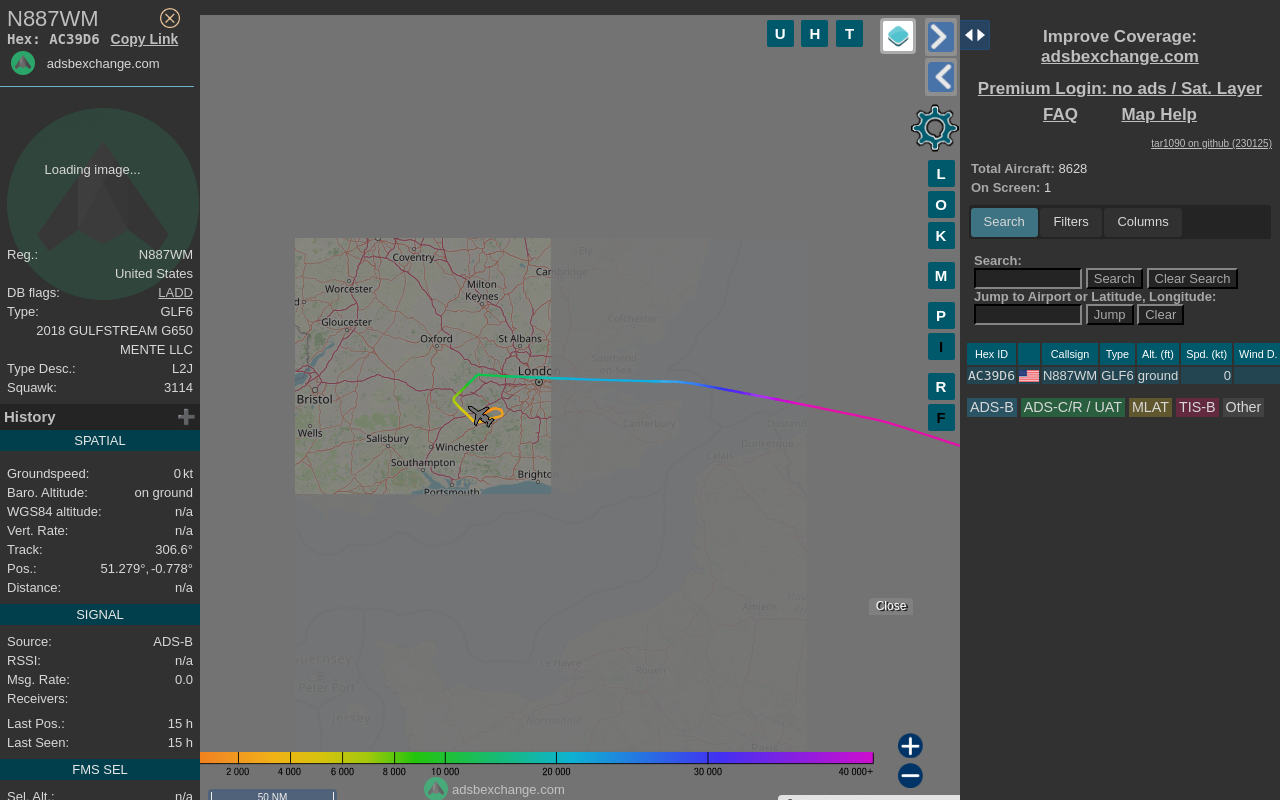 N887WM
Hex: AC39D6 Copy Link
adsbexchange.com
Loading image...
Reg.: N887WM
United States
DB flags: LADD
Type: GLF6
2018 GULFSTREAM G650
MENTE LLC
Type Desc.: L2J
Squawk: 3114
History
SPATIAL
Groundspeed: 0 kt
Baro. Altitude: on ground
WGS84 altitude: n/a
Vert. Rate: n/a
Track: 306.6°
Pos.: 51.279°, -0.778°
Distance: n/a
SIGNAL
Source: ADS-B
RSSI: n/a
Msg. Rate: 0.0
Receivers:
Last Pos.: 15 h
Last Seen: 15 h
FMS SEL
Sel. Alt.: n/a
U H T
L
O
K
M
P
I
R
F
Coventry
Ely
Cambridge
Worcester
Milton
Keynes
Gloucester
Colchester
Oxford
St Albans
Southend
-on-Sea
Bristol
Wells
Salisbury
Winchester
Canterbury
Southampton
Portsmouth
Dunkerque
Calais
Amiens
Le Havre
Rouen
Guernsey
Peter Port
Jersey
Paris
Close
2 000 4 000 6 000 8 000 10 000 20 000 30 000 40 000+
50 NM
adsbexchange.com
Improve Coverage:
adsbexchange.com
Premium Login: no ads / Sat. Layer
FAQ Map Help
tar1090 on github (230125)
Total Aircraft: 8628
On Screen: 1
Search Filters Columns
Search:
Search Clear Search
Jump to Airport or Latitude, Longitude:
Jump Clear
Hex ID Callsign Type Alt. (ft) Spd. (kt) Wind D.
AC39D6 N887WM GLF6 ground 0
ADS-B ADS-C/R / UAT MLAT TIS-B Other